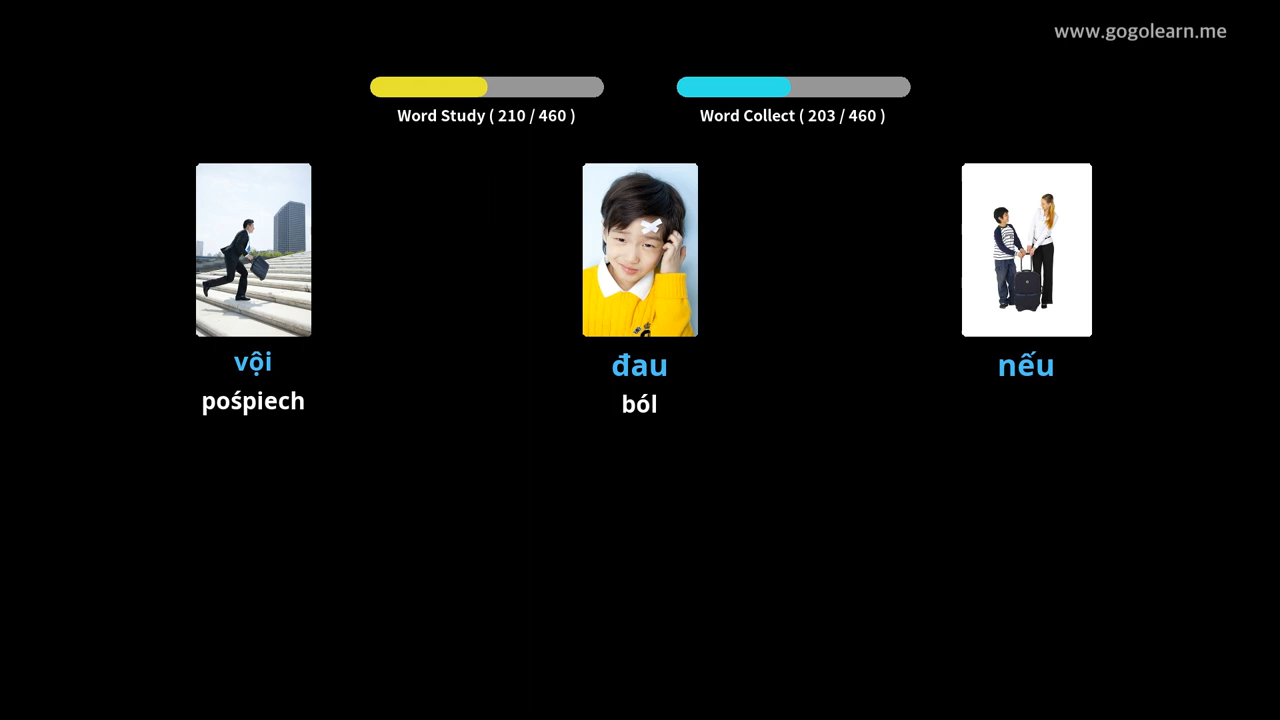 www.gogolearn.me
Word Study ( 210 / 460 )
Word Collect ( 203 / 460 )
vội
pośpiech
đau
ból
nếu